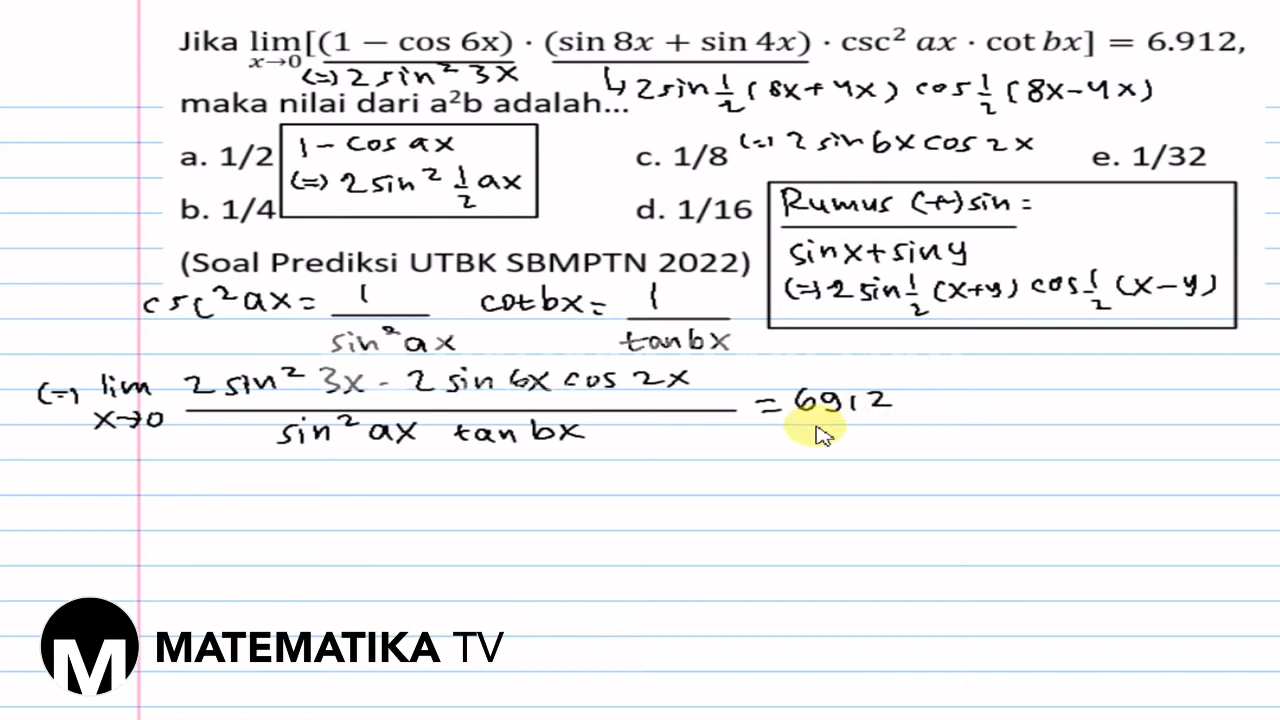 Jika lim x→0 [(1 − cos 6x) · (sin 8x + sin 4x) · csc² ax · cot bx] = 6.912,
(=) 2 sin² 3x
↳ 2 sin 1/2 (8x+4x) cos 1/2 (8x-4x)
maka nilai dari a²b adalah...
(=) 2 sin 6x cos 2x
a. 1/2
c. 1/8
e. 1/32
b. 1/4
d. 1/16
1 - cos ax
(=) 2 sin² 1/2 ax
Rumus (+) sin =
sin x + sin y
(=) 2 sin 1/2 (x+y) cos 1/2 (x-y)
(Soal Prediksi UTBK SBMPTN 2022)
csc² ax = 1/sin² ax
cot bx = 1/tan bx
(=) lim x→0 2 sin² 3x · 2 sin 6x cos 2x / sin² ax tan bx = 6912
M MATEMATIKA TV